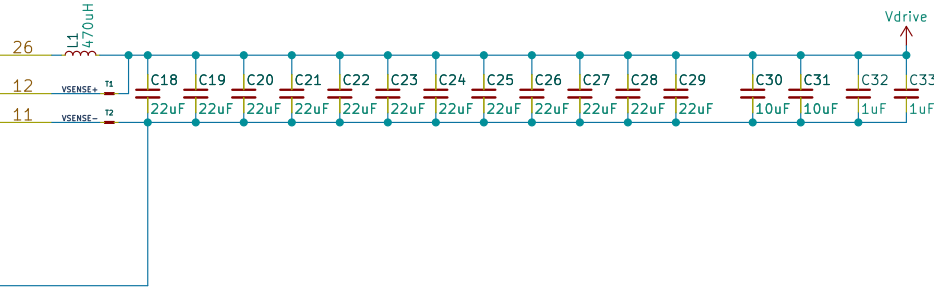 Vdrive
L1
470uH
26
12
VSENSE+
T1
11
VSENSE-
T2
C18
22uF
C19
22uF
C20
22uF
C21
22uF
C22
22uF
C23
22uF
C24
22uF
C25
22uF
C26
22uF
C27
22uF
C28
22uF
C29
22uF
C30
10uF
C31
10uF
C32
1uF
C33
1uF